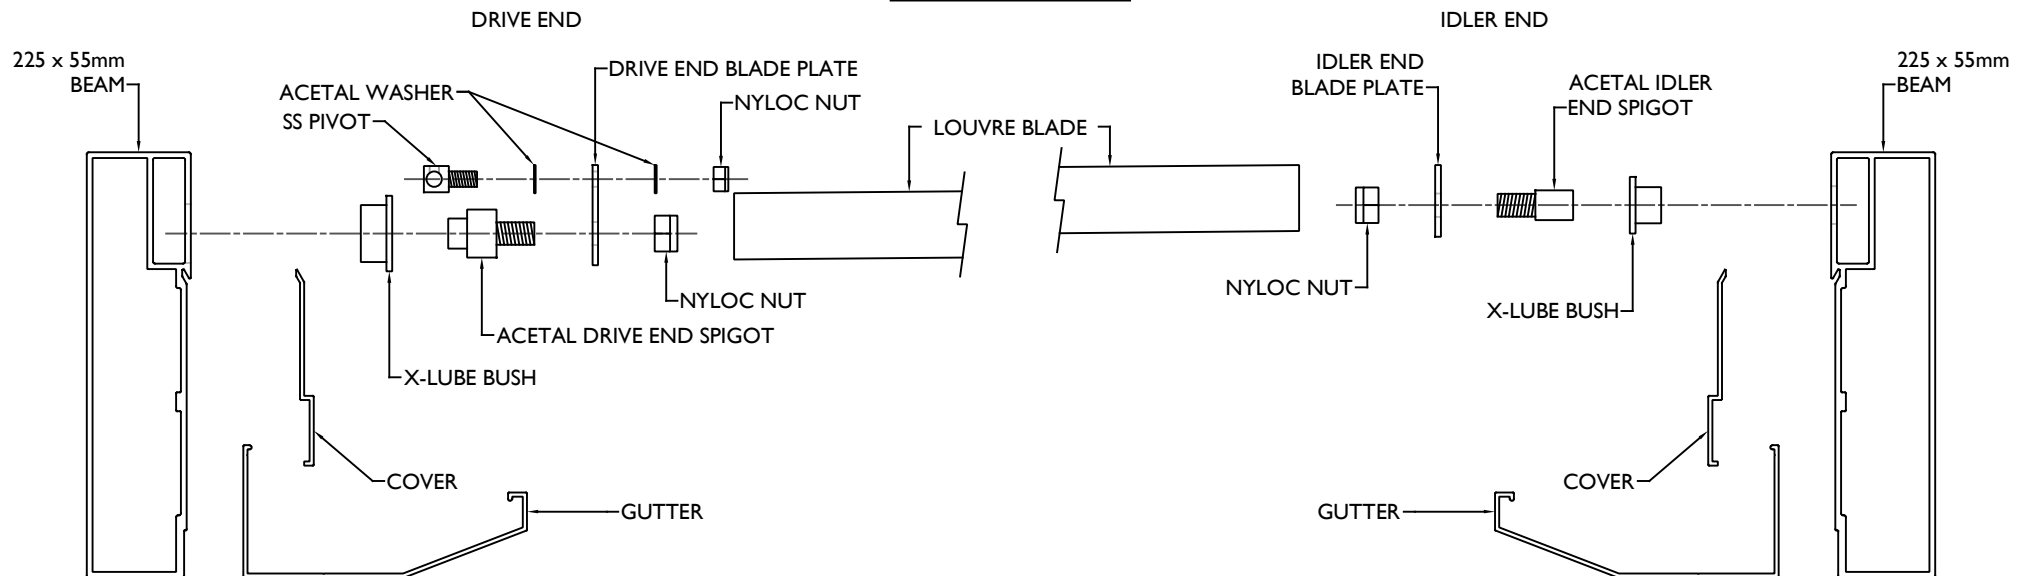 DRIVE END
IDLER END
225 x 55mm
BEAM
DRIVE END BLADE PLATE
ACETAL WASHER
SS PIVOT
NYLOC NUT
LOUVRE BLADE
IDLER END
BLADE PLATE
ACETAL IDLER
END SPIGOT
225 x 55mm
BEAM
NYLOC NUT
ACETAL DRIVE END SPIGOT
X-LUBE BUSH
NYLOC NUT
X-LUBE BUSH
COVER
GUTTER
COVER
GUTTER